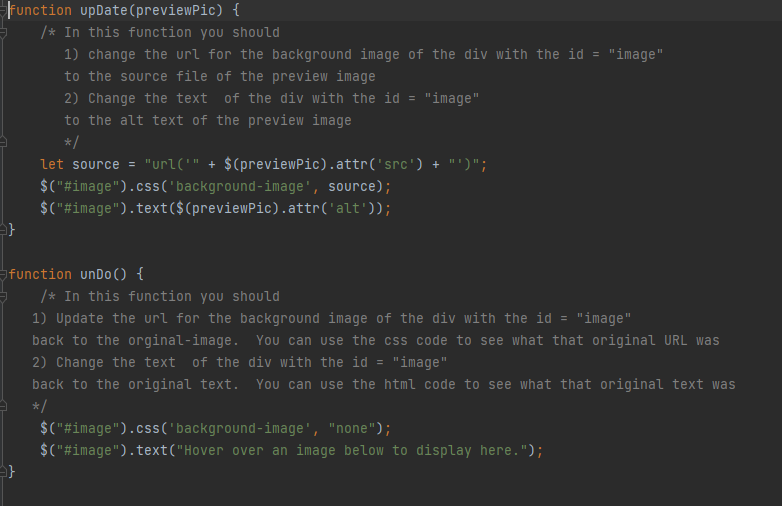 function upDate(previewPic) {
    /* In this function you should
       1) change the url for the background image of the div with the id = "image"
       to the source file of the preview image
       2) Change the text  of the div with the id = "image"
       to the alt text of the preview image
       */
    let source = "url('" + $(previewPic).attr('src') + "')";
    $("#image").css('background-image', source);
    $("#image").text($(previewPic).attr('alt'));
}

function unDo() {
    /* In this function you should
   1) Update the url for the background image of the div with the id = "image"
   back to the orginal-image.  You can use the css code to see what that original URL was
   2) Change the text  of the div with the id = "image"
   back to the original text.  You can use the html code to see what that original text was
   */
    $("#image").css('background-image', "none");
    $("#image").text("Hover over an image below to display here.");
}